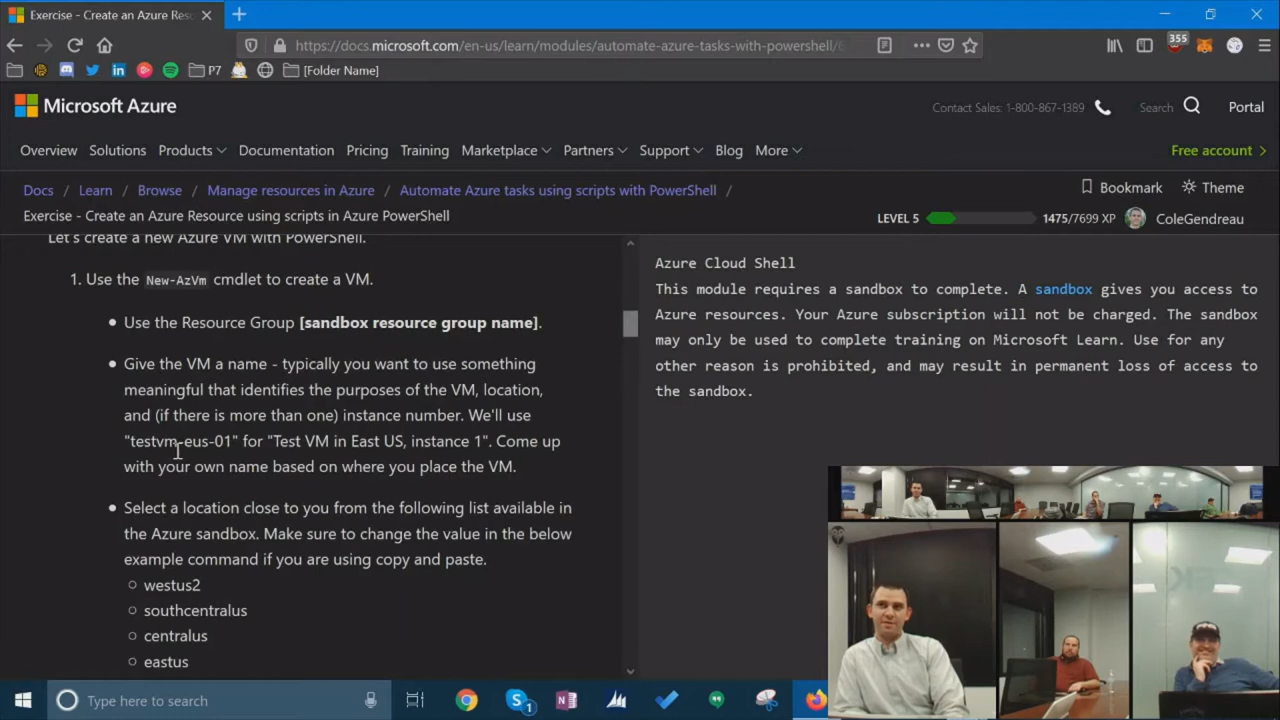 Exercise - Create an Azure Reso
https://docs.microsoft.com/en-us/learn/modules/automate-azure-tasks-with-powershell/6
355
P7
[Folder Name]
Microsoft Azure
Contact Sales: 1-800-867-1389
Search
Portal
Overview
Solutions
Products
Documentation
Pricing
Training
Marketplace
Partners
Support
Blog
More
Free account
Docs / Learn / Browse / Manage resources in Azure / Automate Azure tasks using scripts with PowerShell /
Bookmark
Theme
Exercise - Create an Azure Resource using scripts in Azure PowerShell
LEVEL 5
1475/7699 XP
ColeGendreau
Let's create a new Azure VM with PowerShell.
1. Use the New-AzVm cmdlet to create a VM.
Use the Resource Group [sandbox resource group name].
Give the VM a name - typically you want to use something
meaningful that identifies the purposes of the VM, location,
and (if there is more than one) instance number. We'll use
"testvm-eus-01" for "Test VM in East US, instance 1". Come up
with your own name based on where you place the VM.
Select a location close to you from the following list available in
the Azure sandbox. Make sure to change the value in the below
example command if you are using copy and paste.
westus2
southcentralus
centralus
eastus
Azure Cloud Shell
This module requires a sandbox to complete. A sandbox gives you access to
Azure resources. Your Azure subscription will not be charged. The sandbox
may only be used to complete training on Microsoft Learn. Use for any
other reason is prohibited, and may result in permanent loss of access to
the sandbox.
Type here to search
1